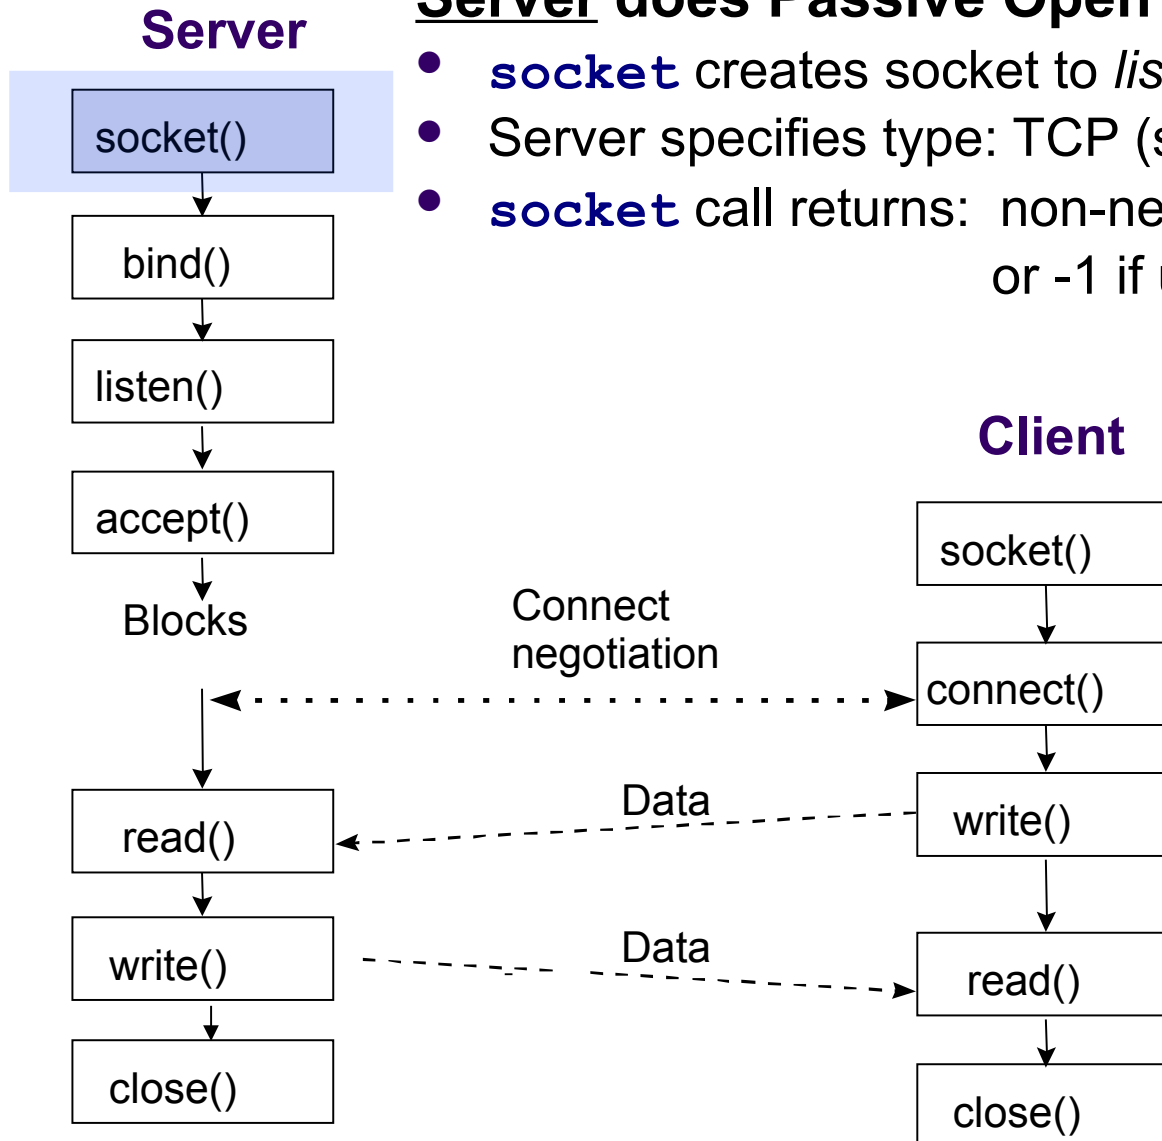 Server does Passive Open
Server
socket creates socket to
Server specifies type: TCP
socket call returns: non-ne
or -1 if
socket()
bind()
listen()
accept()
Blocks
Connect
negotiation
Client
socket()
connect()
Data
read()
write()
Data
write()
read()
close()
close()